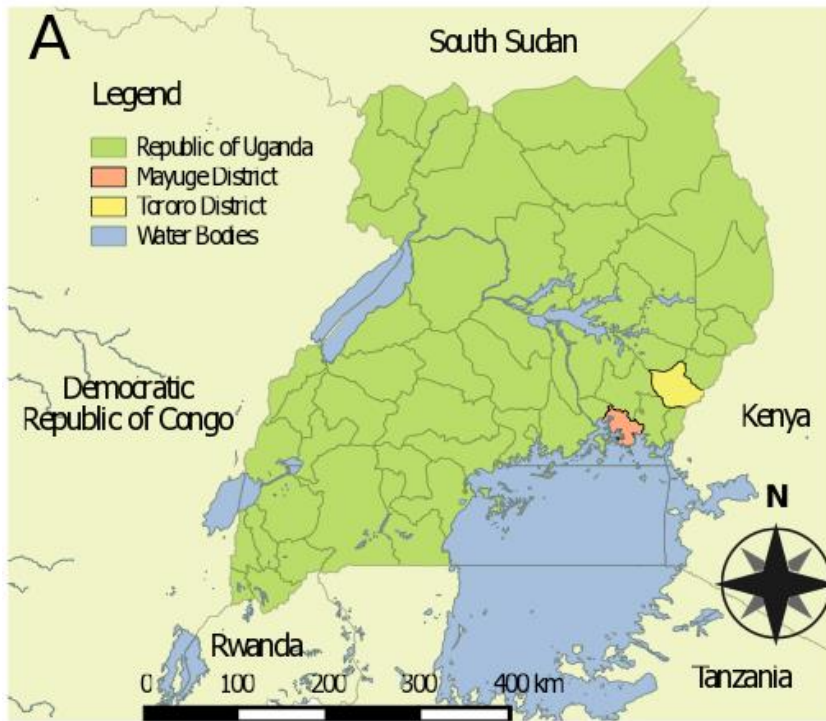 A
South Sudan
Legend
Republic of Uganda
Mayuge District
Tororo District
Water Bodies
Democratic
Republic of Congo
Kenya
N
Rwanda
Tanzania
0 100 200 300 400 km